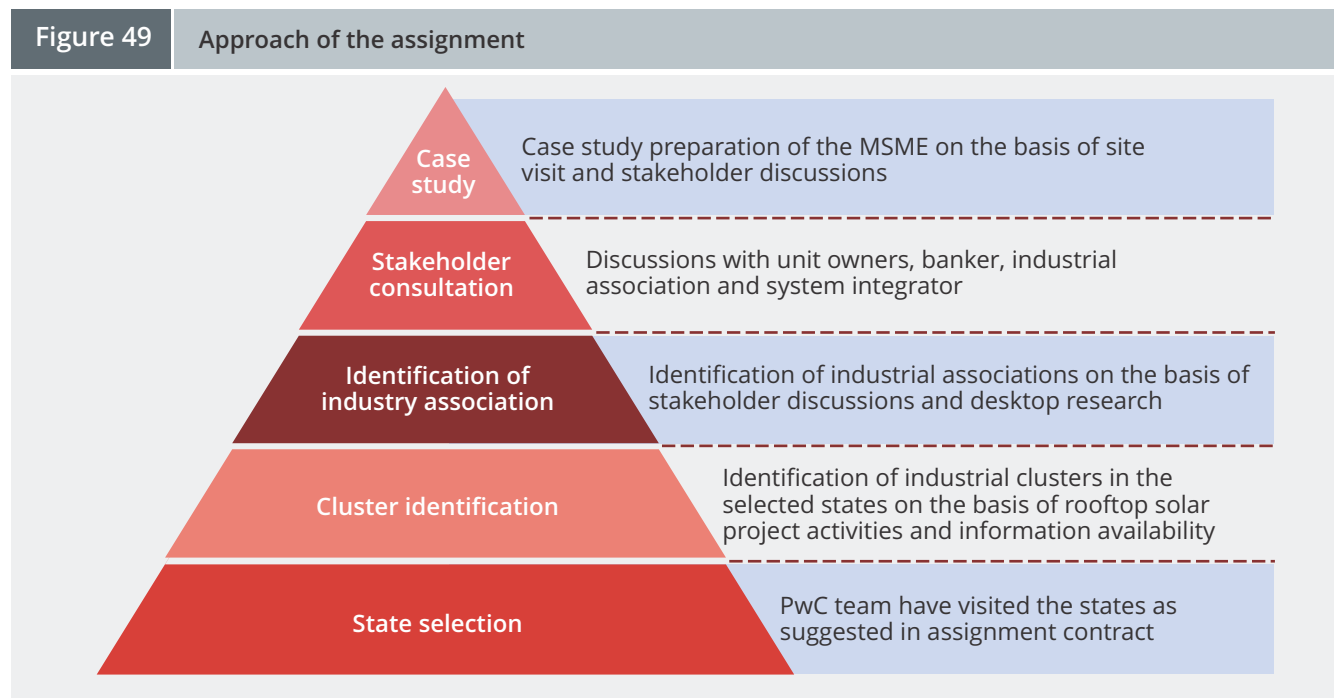 Figure 49
Approach of the assignment
Case
study
Case study preparation of the MSME on the basis of site
visit and stakeholder discussions
Stakeholder
consultation
Discussions with unit owners, banker, industrial
association and system integrator
Identification of
industry association
Identification of industrial associations on the basis of
stakeholder discussions and desktop research
Cluster identification
Identification of industrial clusters in the
selected states on the basis of rooftop solar
project activities and information availability
State selection
PwC team have visited the states as
suggested in assignment contract